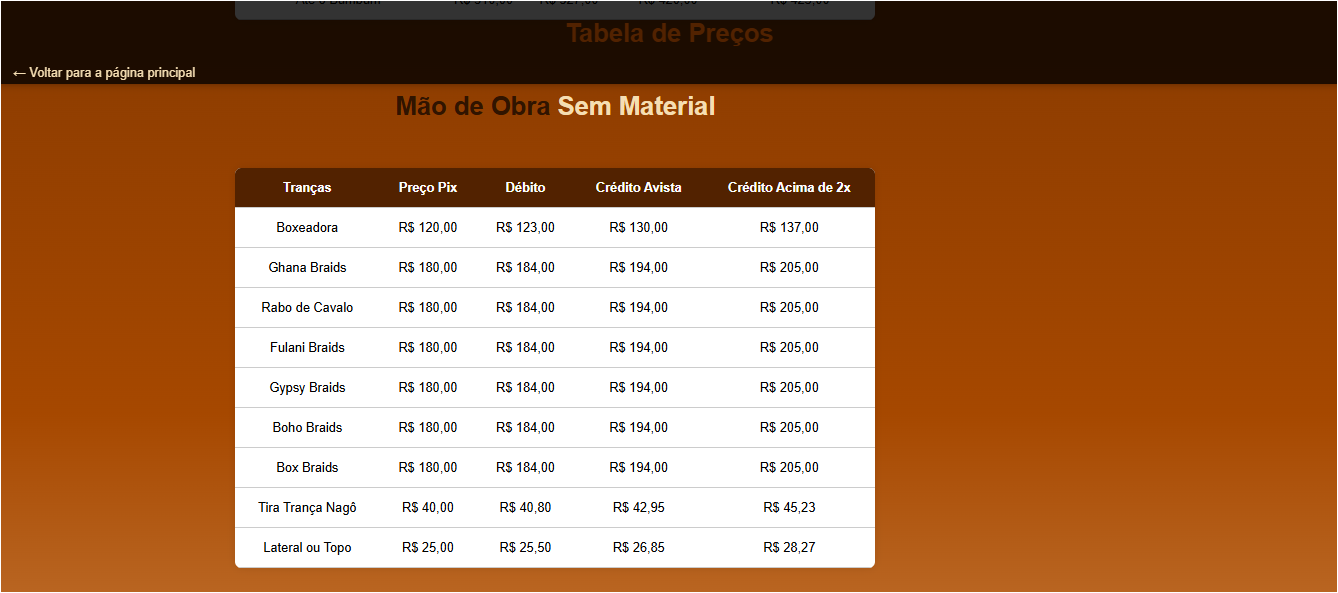 Tabela de Preços
← Voltar para a página principal
Mão de Obra Sem Material
Tranças Preço Pix Débito Crédito Avista Crédito Acima de 2x
Boxeadora R$ 120,00 R$ 123,00 R$ 130,00 R$ 137,00
Ghana Braids R$ 180,00 R$ 184,00 R$ 194,00 R$ 205,00
Rabo de Cavalo R$ 180,00 R$ 184,00 R$ 194,00 R$ 205,00
Fulani Braids R$ 180,00 R$ 184,00 R$ 194,00 R$ 205,00
Gypsy Braids R$ 180,00 R$ 184,00 R$ 194,00 R$ 205,00
Boho Braids R$ 180,00 R$ 184,00 R$ 194,00 R$ 205,00
Box Braids R$ 180,00 R$ 184,00 R$ 194,00 R$ 205,00
Tira Trança Nagô R$ 40,00 R$ 40,80 R$ 42,95 R$ 45,23
Lateral ou Topo R$ 25,00 R$ 25,50 R$ 26,85 R$ 28,27